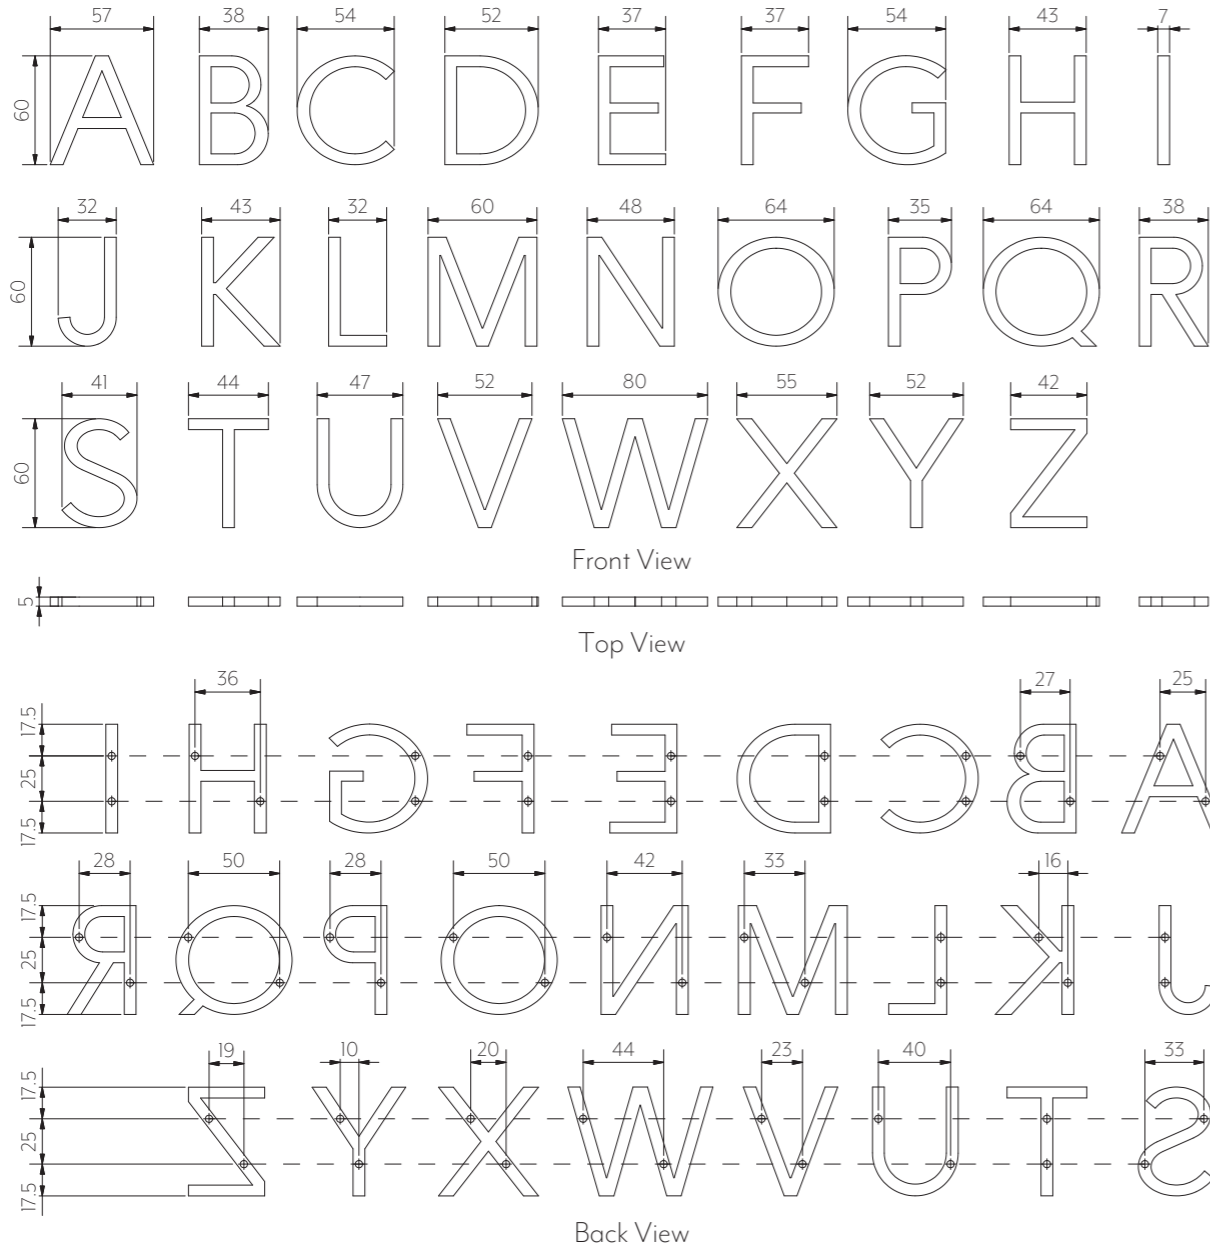 57 38 54 52 37 37 54 43 7
60
A B C D E F G H I
32 43 32 60 48 64 35 64 38
60
J K L M N O P Q R
41 44 47 52 80 55 52 42
60
S T U V W X Y Z
Front View
5
Top View
36 27 25
17.5
25
17.5
I H G F E D C B A
28 50 28 50 42 33 16
17.5
25
17.5
R Q P O N M L K J
19 10 20 44 23 40 33
17.5
25
17.5
Z Y X W V U T S
Back View